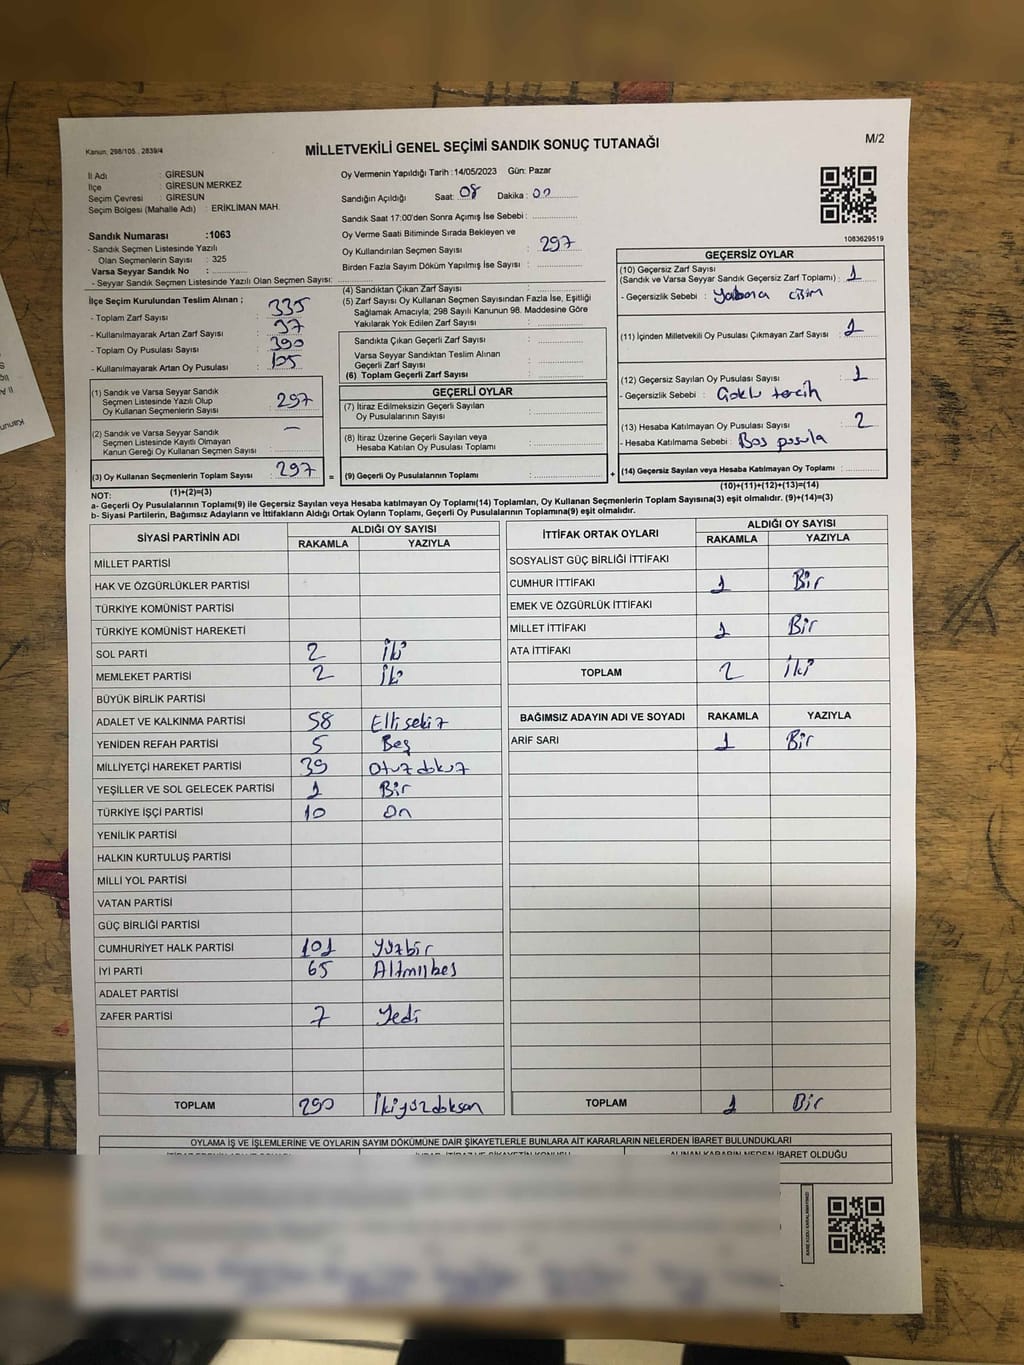 Kanun, 298/105., 2839/4
MİLLETVEKİLİ GENEL SEÇİMİ SANDIK SONUÇ TUTANAĞI
M/2
İl Adı : GİRESUN
İlçe : GİRESUN MERKEZ
Seçim Çevresi : GİRESUN
Seçim Bölgesi (Mahalle Adı) : ERİKLİMAN MAH.
Oy Vermenin Yapıldığı Tarih :14/05/2023 Gün: Pazar
Sandığın Açıldığı Saat: 08 Dakika : 00
Sandık Saat 17:00'den Sonra Açımış İse Sebebi :
Oy Verme Saati Bitiminde Sırada Bekleyen ve
Oy Kullandırılan Seçmen Sayısı : 297
Birden Fazla Sayım Döküm Yapılmış İse Sayısı :
1083629519
Sandık Numarası :1063
- Sandık Seçmen Listesinde Yazılı
Olan Seçmenlerin Sayısı : 325
Varsa Seyyar Sandık No :
- Seyyar Sandık Seçmen Listesinde Yazılı Olan Seçmen Sayısı:
İlçe Seçim Kurulundan Teslim Alınan ;
- Toplam Zarf Sayısı : 335
- Kullanılmayarak Artan Zarf Sayısı : 37
- Toplam Oy Pusulası Sayısı : 390
- Kullanılmayarak Artan Oy Pusulası :
(1) Sandık ve Varsa Seyyar Sandık
Seçmen Listesinde Yazılı Olup
Oy Kullanan Seçmenlerin Sayısı : 297
(2) Sandık ve Varsa Seyyar Sandık
Seçmen Listesinde Kayıtlı Olmayan
Kanun Gereği Oy Kullanan Seçmen Sayısı : —
(3) Oy Kullanan Seçmenlerin Toplam Sayısı : 297 =
(1)+(2)=(3)
(4) Sandıktan Çıkan Zarf Sayısı :
(5) Zarf Sayısı Oy Kullanan Seçmen Sayısından Fazla İse, Eşitliği
Sağlamak Amacıyla; 298 Sayılı Kanunun 98. Maddesine Göre
Yakılarak Yok Edilen Zarf Sayısı :
Sandıkta Çıkan Geçerli Zarf Sayısı :
Varsa Seyyar Sandıktan Teslim Alınan
Geçerli Zarf Sayısı :
(6) Toplam Geçerli Zarf Sayısı :
GEÇERLİ OYLAR
(7) İtiraz Edilmeksizin Geçerli Sayılan
Oy Pusulalarının Sayısı :
(8) İtiraz Üzerine Geçerli Sayılan veya
Hesaba Katılan Oy Pusulası Toplamı :
(9) Geçerli Oy Pusulalarının Toplamı : +
GEÇERSİZ OYLAR
(10) Geçersiz Zarf Sayısı
(Sandık ve Varsa Seyyar Sandık Geçersiz Zarf Toplamı) : 1
- Geçersizlik Sebebi : Yabancı cisim
(11) İçinden Milletvekili Oy Pusulası Çıkmayan Zarf Sayısı : 1
(12) Geçersiz Sayılan Oy Pusulası Sayısı : 1
- Geçersizlik Sebebi : Çoklu tercih
(13) Hesaba Katılmayan Oy Pusulası Sayısı : 2
- Hesaba Katılmama Sebebi : Boş pusula
(14) Geçersiz Sayılan veya Hesaba Katılmayan Oy Toplamı :
(10)+(11)+(12)+(13)=(14)
NOT:
a- Geçerli Oy Pusulalarının Toplamı(9) ile Geçersiz veya Hesaba katılmayan Oy Toplamı(14) Toplamları, Oy Kullanan Seçmenlerin Toplam Sayısına(3) eşit olmalıdır. (9)+(14)=(3)
b- Siyasi Partilerin, Bağımsız Adayların ve İttifakların Aldığı Ortak Oyların Toplamı, Geçerli Oy Pusulalarının Toplamına(9) eşit olmalıdır.
SİYASİ PARTİNİN ADI ALDIĞI OY SAYISI
RAKAMLA YAZIYLA
MİLLET PARTİSİ
HAK VE ÖZGÜRLÜKLER PARTİSİ
TÜRKİYE KOMÜNİST PARTİSİ
TÜRKİYE KOMÜNİST HAREKETİ
SOL PARTİ 2 İki
MEMLEKET PARTİSİ 2 İki
BÜYÜK BİRLİK PARTİSİ
ADALET VE KALKINMA PARTİSİ 58 Ellisekiz
YENİDEN REFAH PARTİSİ 5 Beş
MİLLİYETÇİ HAREKET PARTİSİ 39 Otuzdokuz
YEŞİLLER VE SOL GELECEK PARTİSİ 1 Bir
TÜRKİYE İŞÇİ PARTİSİ 10 On
YENİLİK PARTİSİ
HALKIN KURTULUŞ PARTİSİ
MİLLİ YOL PARTİSİ
VATAN PARTİSİ
GÜÇ BİRLİĞİ PARTİSİ
CUMHURİYET HALK PARTİSİ 101 Yüzbir
İYİ PARTİ 65 Altmışbeş
ADALET PARTİSİ
ZAFER PARTİSİ 7 Yedi
TOPLAM 290 İkiyüzdoksan
İTTİFAK ORTAK OYLARI ALDIĞI OY SAYISI
RAKAMLA YAZIYLA
SOSYALİST GÜÇ BİRLİĞİ İTTİFAKI
CUMHUR İTTİFAKI 1 Bir
EMEK VE ÖZGÜRLÜK İTTİFAKI
MİLLET İTTİFAKI 1 Bir
ATA İTTİFAKI
TOPLAM 2 İki
BAĞIMSIZ ADAYIN ADI VE SOYADI RAKAMLA YAZIYLA
ARİF SARI 1 Bir
TOPLAM 1 Bir
OYLAMA İŞ VE İŞLEMLERİNE VE OYLARIN SAYIM DÖKÜMÜNE DAİR ŞİKAYETLERLE BUNLARA AİT KARARLARIN NELERDEN İBARET BULUNDUKLARI
ALINAN KARARIN NEDEN İBARET OLDUĞU